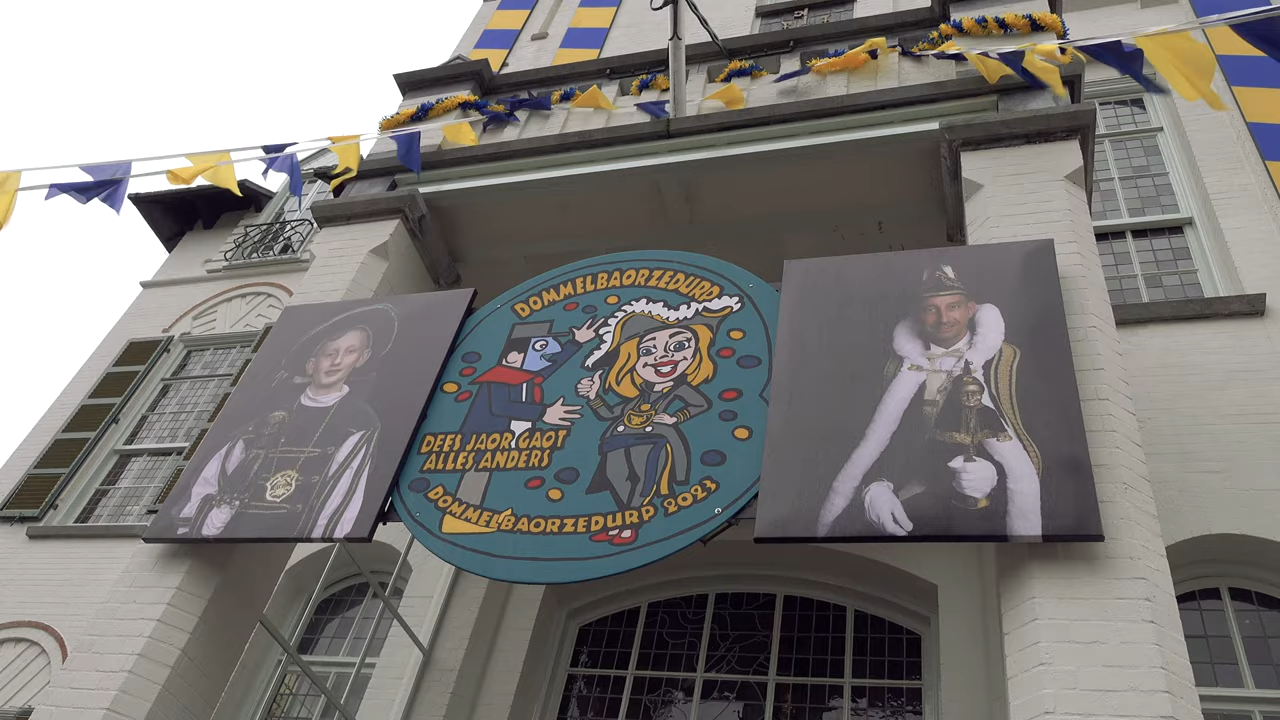 DOMMELBAORZEDURP
DEES JAOR GAOT
ALLES ANDERS
DOMMELBAORZEDURP 2023